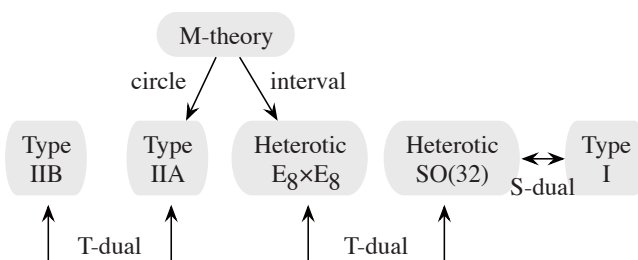 M-theory
circle
interval
Type
IIB
Type
IIA
Heterotic
E₈×E₈
Heterotic
SO(32)
S-dual
Type
I
T-dual
T-dual